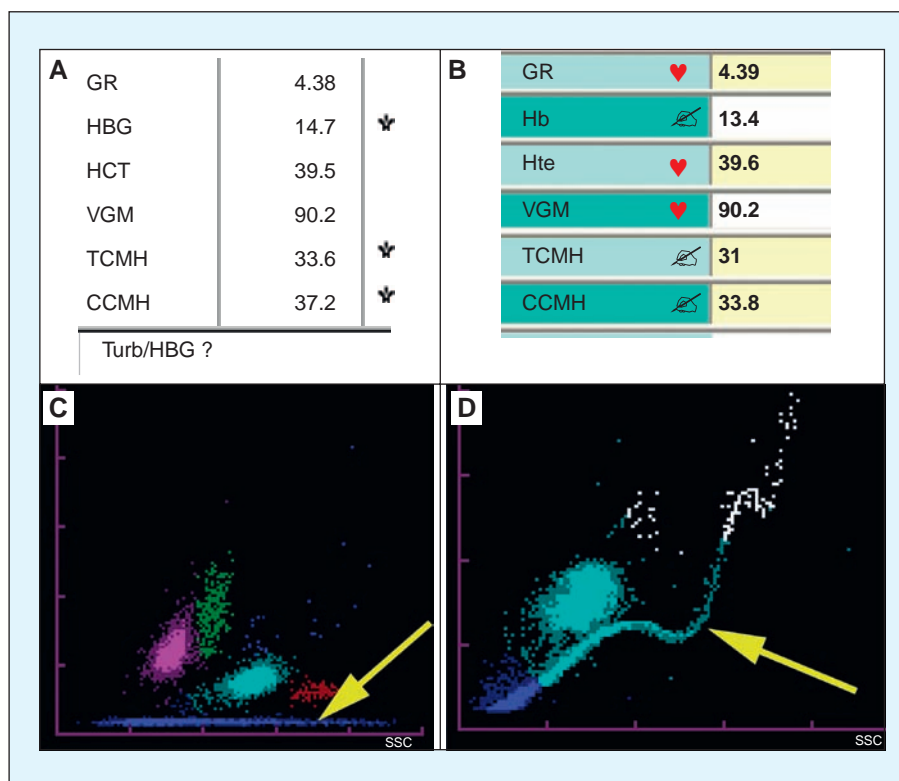 A
GR 4.38
HBG 14.7
HCT 39.5
VGM 90.2
TCMH 33.6
CCMH 37.2
Turb/HBG ?
B
GR 4.39
Hb 13.4
Hte 39.6
VGM 90.2
TCMH 31
CCMH 33.8
C
SSC
D
SSC